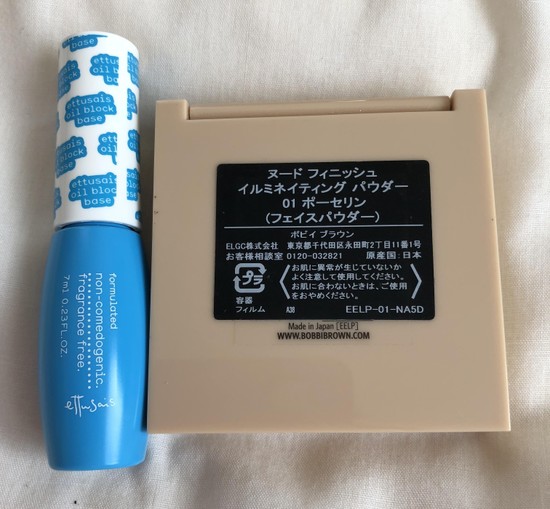 ettusais
oil block
base
formulated
non-comedogenic.
fragrance free.
7ml 0.23FL.OZ.
ettusais
ヌード フィニッシュ
イルミネイティング パウダー
01 ポーセリン
(フェイスパウダー)
ボビイ ブラウン
ELGC株式会社 東京都千代田区永田町2丁目11番1号
お客様相談室 0120-032821 原産国:日本
プラ
容器
フィルム
お肌に異常が生じていないか
よく注意して使用してください。
お肌に合わないときは、ご使用
をおやめください。
A30
EELP-01-NA5D
Made in Japan [EELP]
WWW.BOBBIBROWN.COM